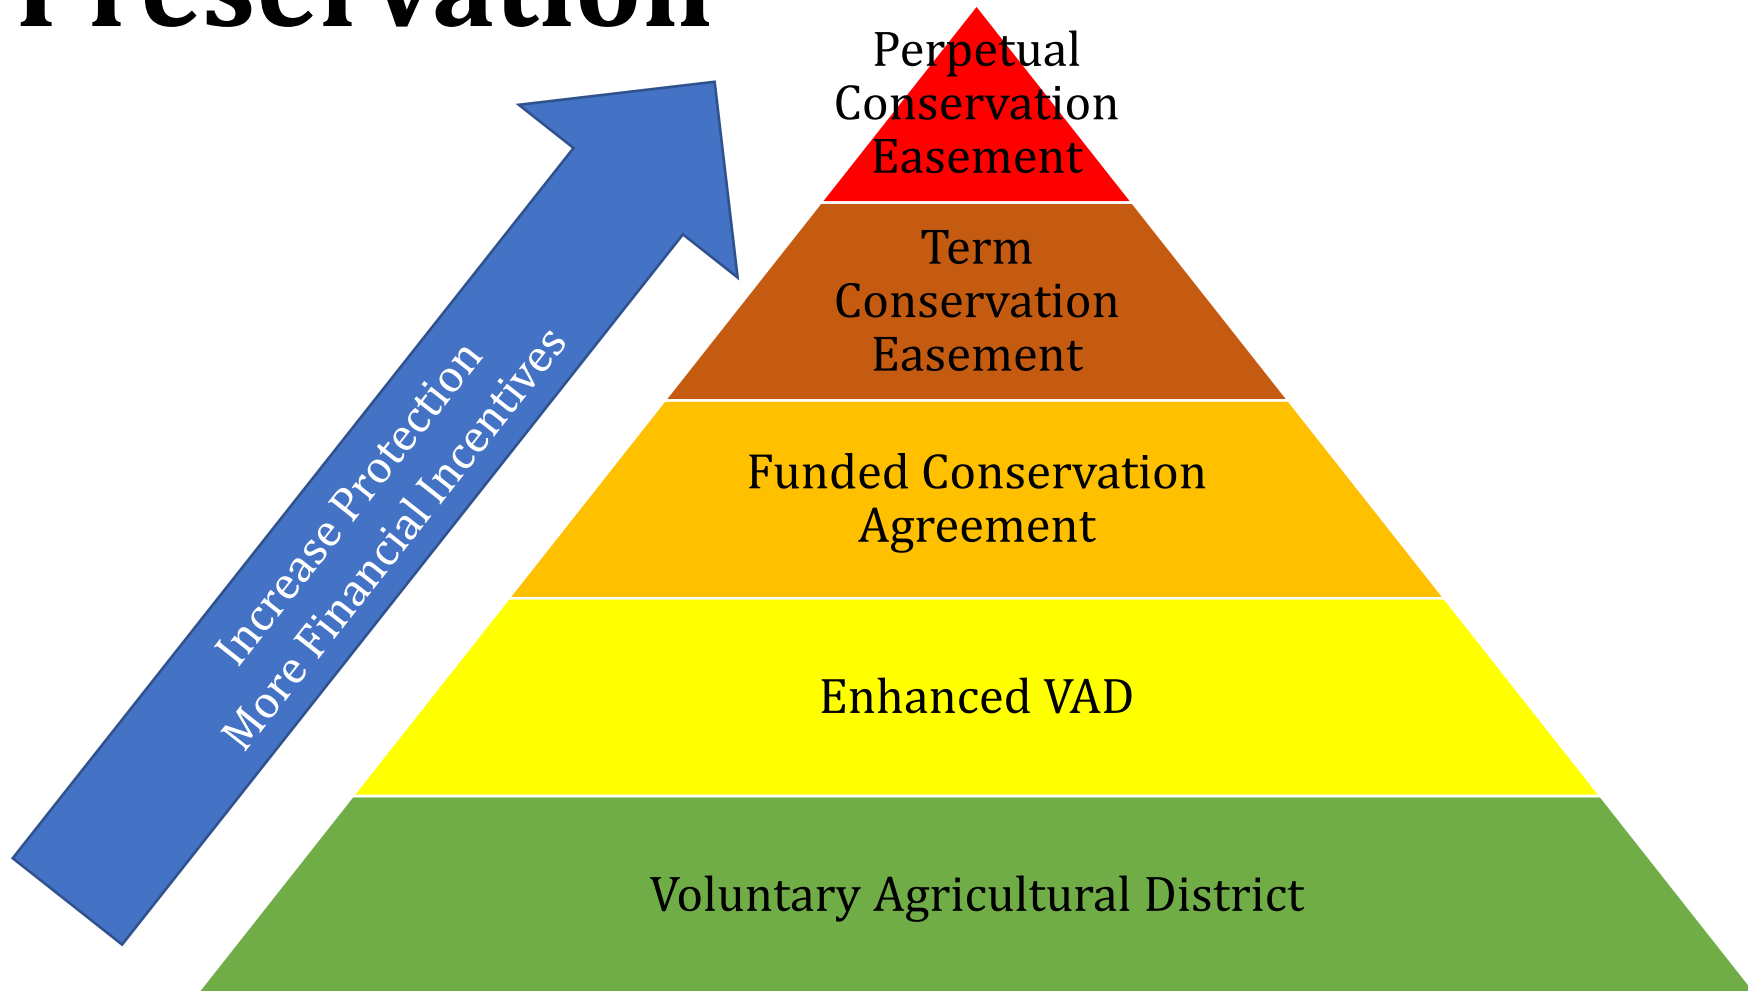 Preservation
Perpetual
Conservation
Easement
Term
Conservation
Easement
Funded Conservation
Agreement
Enhanced VAD
Voluntary Agricultural District
Increase Protection
More Financial Incentives